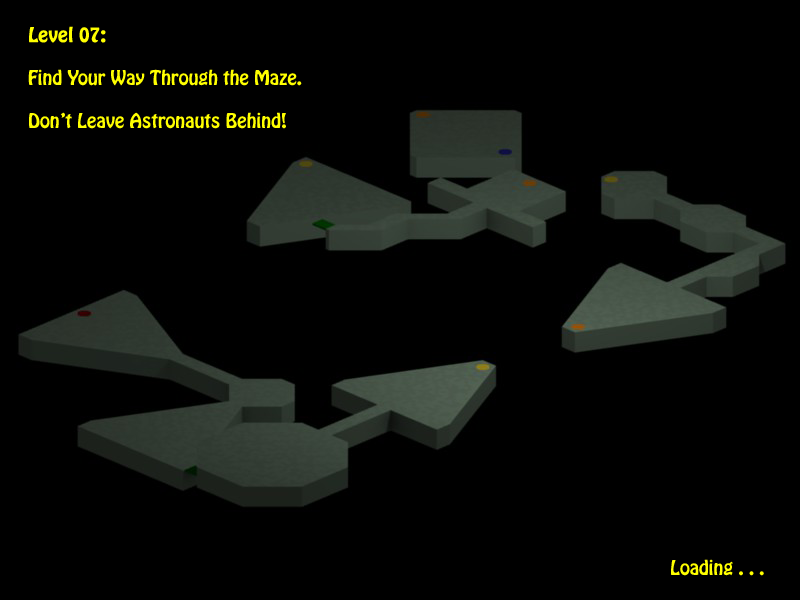 Level 07:
Find Your Way Through the Maze.
Don't Leave Astronauts Behind!
Loading . . .